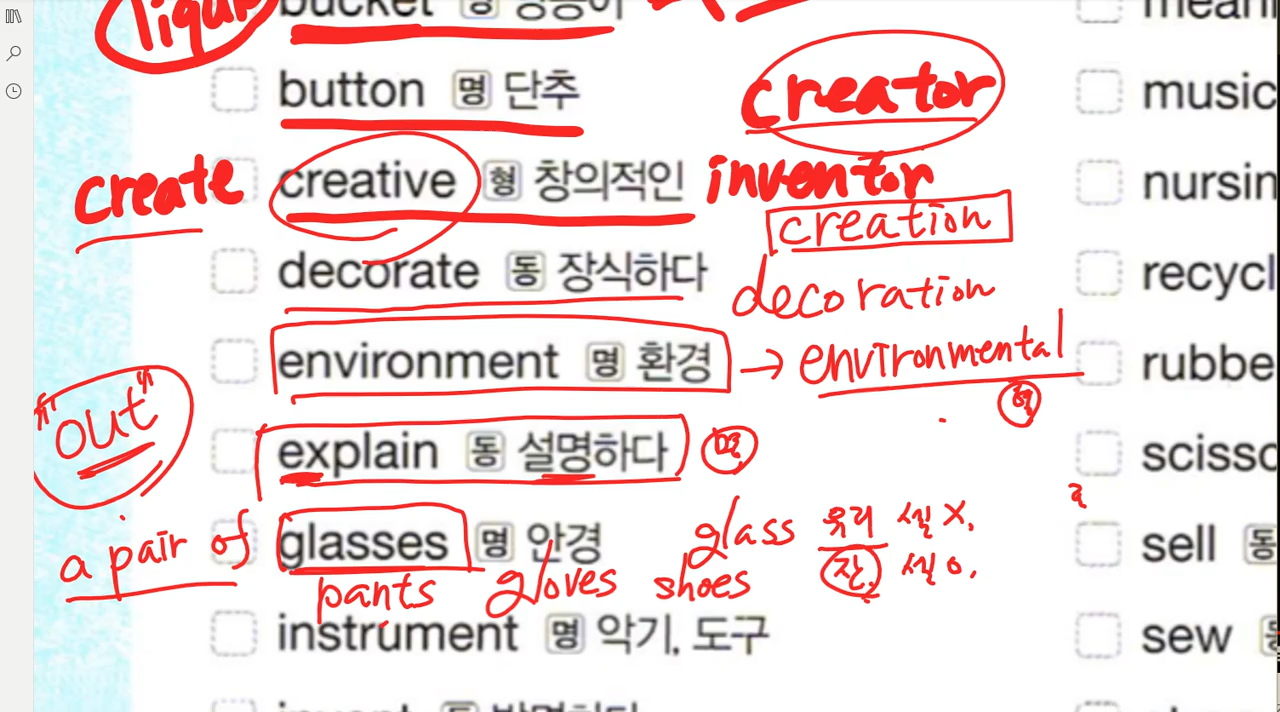 bucket 명
button 명 단추
creator
create creative 형 창의적인 inventor
creation
decorate 동 장식하다
decoration
environment 명 환경 → environmental
형
"out"
explain 동 설명하다 명
a pair of glasses 명 안경
glass 유리 셀 X.
잔. 셀 O.
pants gloves shoes
instrument 명 악기, 도구
music
nursin
recycl
rubbe
scisso
sell 동
sew